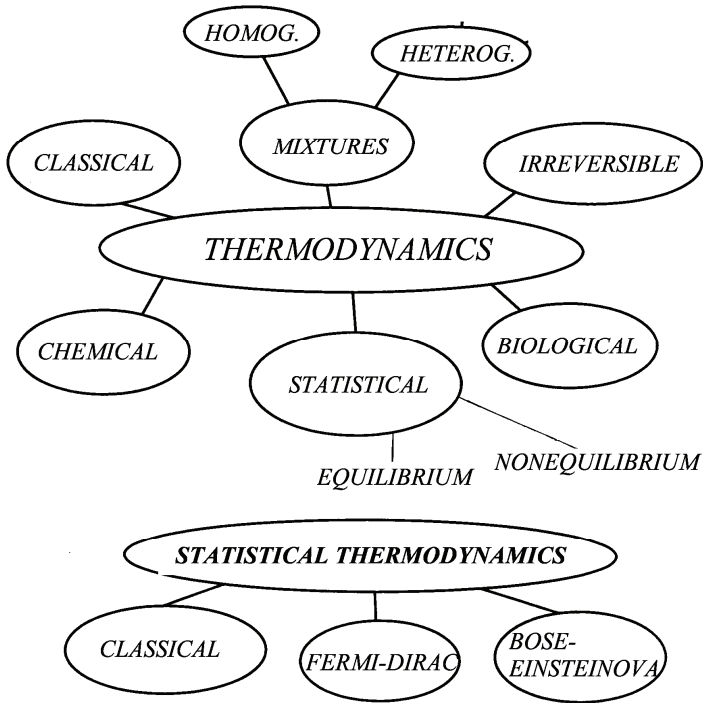 HOMOG.
HETEROG.
MIXTURES
CLASSICAL
IRREVERSIBLE
THERMODYNAMICS
CHEMICAL
STATISTICAL
BIOLOGICAL
EQUILIBRIUM
NONEQUILIBRIUM
STATISTICAL THERMODYNAMICS
CLASSICAL
FERMI-DIRAC
BOSE-
EINSTEINOVA